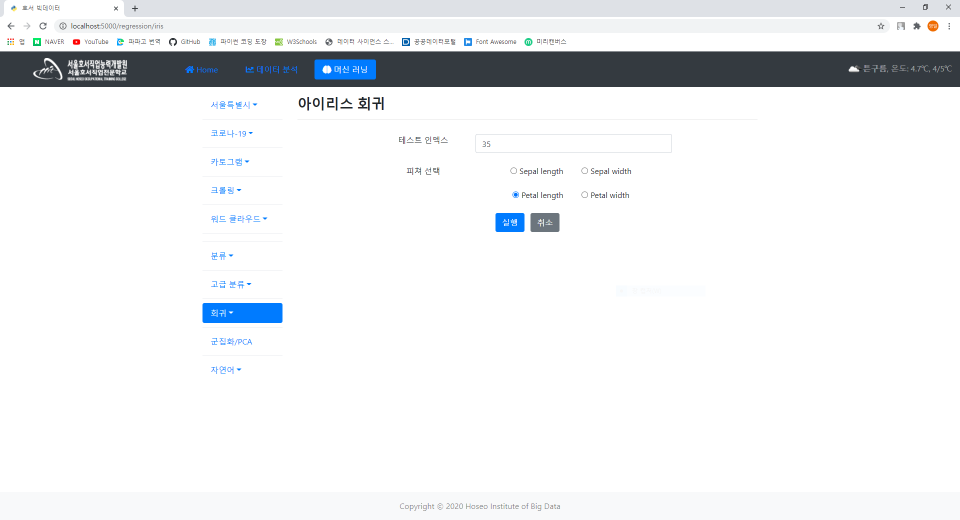 호서 빅데이터
localhost:5000/regression/iris
앱 NAVER YouTube 파파고 번역 GitHub 파이썬 코딩 도장 W3Schools 데이터 사이언스 스... 공공데이터포털 Font Awesome 미리캔버스
서울호서직업능력개발원
서울호서직업전문학교
Home 데이터 분석 머신 러닝 튼구름, 온도: 4.7℃, 4/5℃
서울특별시
코로나-19
카토그램
크롤링
워드 클라우드
분류
고급 분류
회귀
군집화/PCA
자연어
아이리스 회귀
테스트 인덱스 35
피쳐 선택 Sepal length Sepal width
Petal length Petal width
실행 취소
Copyright © 2020 Hoseo Institute of Big Data